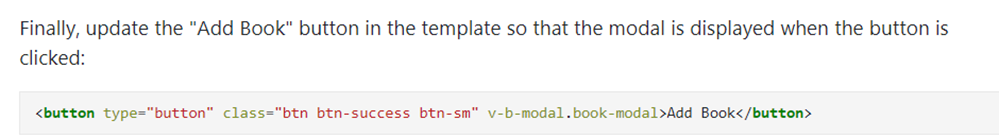 Finally, update the "Add Book" button in the template so that the modal is displayed when the button is
clicked:
<button type="button" class="btn btn-success btn-sm" v-b-modal.book-modal>Add Book</button>